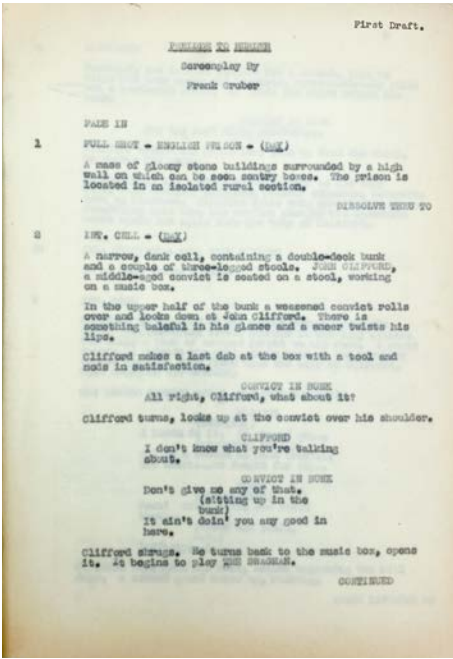 First Draft.
PRELUDE TO MURDER
Screenplay By
Frank Gruber
FADE IN
1 FULL SHOT - ENGLISH PRISON - (DAY)
A mass of gloomy stone buildings surrounded by a high
wall on which can be seen sentry boxes. The prison is
located in an isolated rural section.
DISSOLVE THRU TO
2 INT. CELL - (DAY)
A narrow, dank cell, containing a double-deck bunk
and a couple of three-legged stools. JOHN CLIFFORD,
a middle-aged convict is seated on a stool, working
on a music box.
In the upper half of the bunk a weasened convict rolls
over and looks down at John Clifford. There is
something baleful in his glance and a sneer twists his
lips.
Clifford makes a last dab at the box with a tool and
nods in satisfaction.
CONVICT IN BUNK
All right, Clifford, what about it?
Clifford turns, looks up at the convict over his shoulder.
CLIFFORD
I don't know what you're talking
about.
CONVICT IN BUNK
Don't give me any of that.
(sitting up in the
bunk)
It ain't doin' you any good in
here.
Clifford shrugs. He turns back to the music box, opens
it. It begins to play THE
CONTINUED